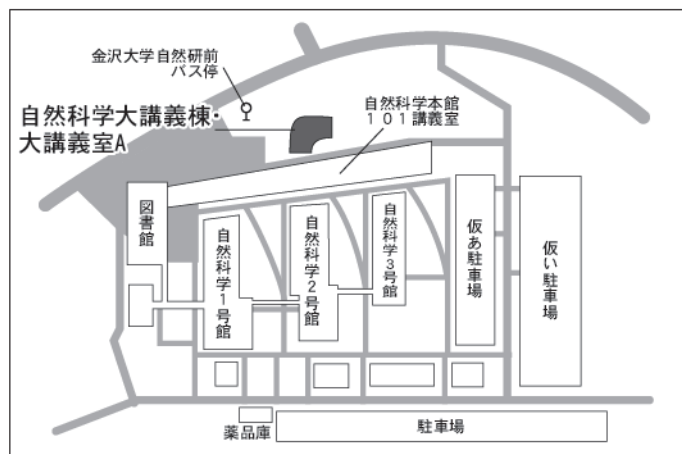 金沢大学自然研前
バス停
自然科学大講義棟・
大講義室A
自然科学本館
１０１講義室
図書館
自然科学1号館
自然科学2号館
自然科学3号館
仮あ駐車場
仮い駐車場
薬品庫
駐車場